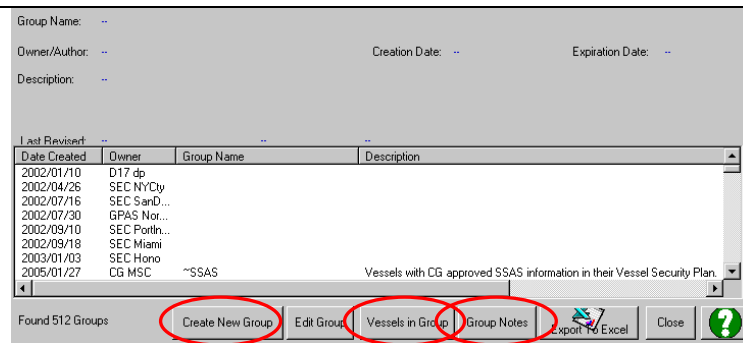 Group Name: --
Owner/Author: -- Creation Date: -- Expiration Date: --
Description: --
Last Revised: -- -- --
Date Created Owner Group Name Description
2002/01/10 D17 dp
2002/04/26 SEC NYCty
2002/07/16 SEC SanD...
2002/07/30 GPAS Nor...
2002/09/10 SEC Portln...
2002/09/18 SEC Miami
2003/01/03 SEC Hono
2005/01/27 CG MSC ~SSAS Vessels with CG approved SSAS information in their Vessel Security Plan.
Found 512 Groups Create New Group Edit Group Vessels in Group Group Notes Export To Excel Close ?